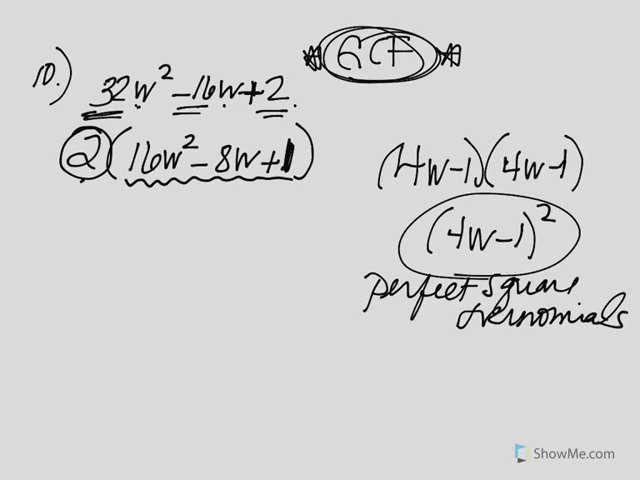 GCF
10.)
32w² - 16w + 2
2(16w² - 8w + 1)
(4w - 1)(4w - 1)
(4w - 1)²
perfect square
trernomials
ShowMe.com